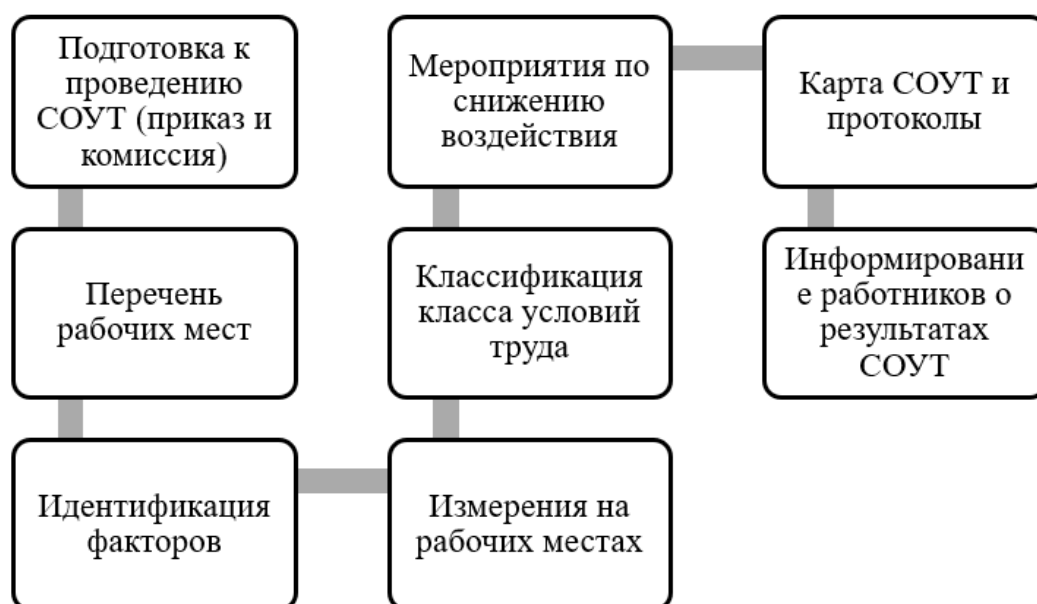 Подготовка к
проведению
СОУТ (приказ и
комиссия)
Перечень
рабочих мест
Идентификация
факторов
Измерения на
рабочих местах
Классификация
класса условий
труда
Мероприятия по
снижению
воздействия
Карта СОУТ и
протоколы
Информировани
е работников о
результатах
СОУТ